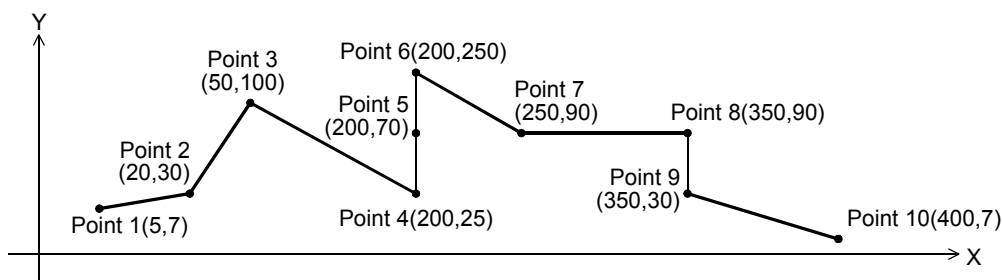 Y
Point 1(5,7)
Point 2
(20,30)
Point 3
(50,100)
Point 4(200,25)
Point 5
(200,70)
Point 6(200,250)
Point 7
(250,90)
Point 8(350,90)
Point 9
(350,30)
Point 10(400,7)
X